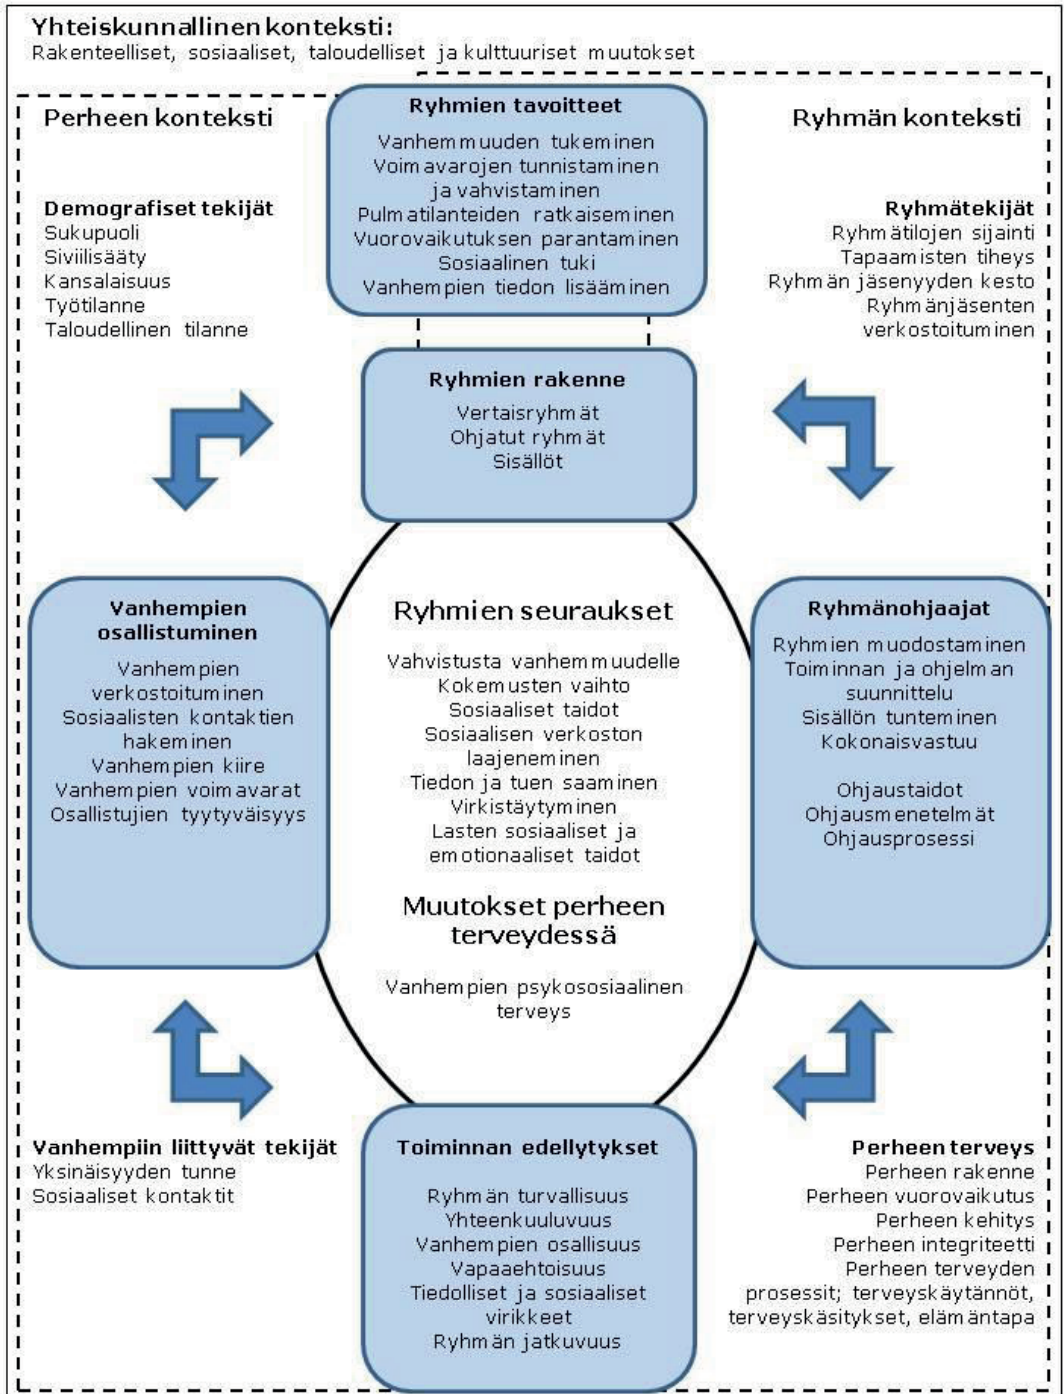 Yhteiskunnallinen konteksti:
Rakenteelliset, sosiaaliset, taloudelliset ja kulttuuriset muutokset
Perheen konteksti
Demografiset tekijät
Sukupuoli
Siviilisääty
Kansalaisuus
Työtilanne
Taloudellinen tilanne
Ryhmien tavoitteet
Vanhemmuuden tukeminen
Voimavarojen tunnistaminen
ja vahvistaminen
Pulmatilanteiden ratkaiseminen
Vuorovaikutuksen parantaminen
Sosiaalinen tuki
Vanhempien tiedon lisääminen
Ryhmän konteksti
Ryhmätekijät
Ryhmätilojen sijainti
Tapaamisten tiheys
Ryhmän jäsenyyden kesto
Ryhmänjäsenten
verkostoituminen
Ryhmien rakenne
Vertaisryhmät
Ohjatut ryhmät
Sisällöt
Vanhempien
osallistuminen
Vanhempien
verkostoituminen
Sosiaalisten kontaktien
hakeminen
Vanhempien kiire
Vanhempien voimavarat
Osallistujien tyytyväisyys
Ryhmien seuraukset
Vahvistusta vanhemmuudelle
Kokemusten vaihto
Sosiaaliset taidot
Sosiaalisen verkoston
laajeneminen
Tiedon ja tuen saaminen
Virkistäytyminen
Lasten sosiaaliset ja
emotionaaliset taidot
Muutokset perheen
terveydessä
Vanhempien psykososiaalinen
terveys
Ryhmänohjaajat
Ryhmien muodostaminen
Toiminnan ja ohjelman
suunnittelu
Sisällön tunteminen
Kokonaisvastuu
Ohjaustaidot
Ohjausmenetelmät
Ohjausprosessi
Vanhempiin liittyvät tekijät
Yksinäisyyden tunne
Sosiaaliset kontaktit
Toiminnan edellytykset
Ryhmän turvallisuus
Yhteenkuuluvuus
Vanhempien osallisuus
Vapaaehtoisuus
Tiedolliset ja sosiaaliset
virikkeet
Ryhmän jatkuvuus
Perheen terveys
Perheen rakenne
Perheen vuorovaikutus
Perheen kehitys
Perheen integriteetti
Perheen terveyden
prosessit; terveyskäytännöt,
terveyskäsitykset, elämäntapa